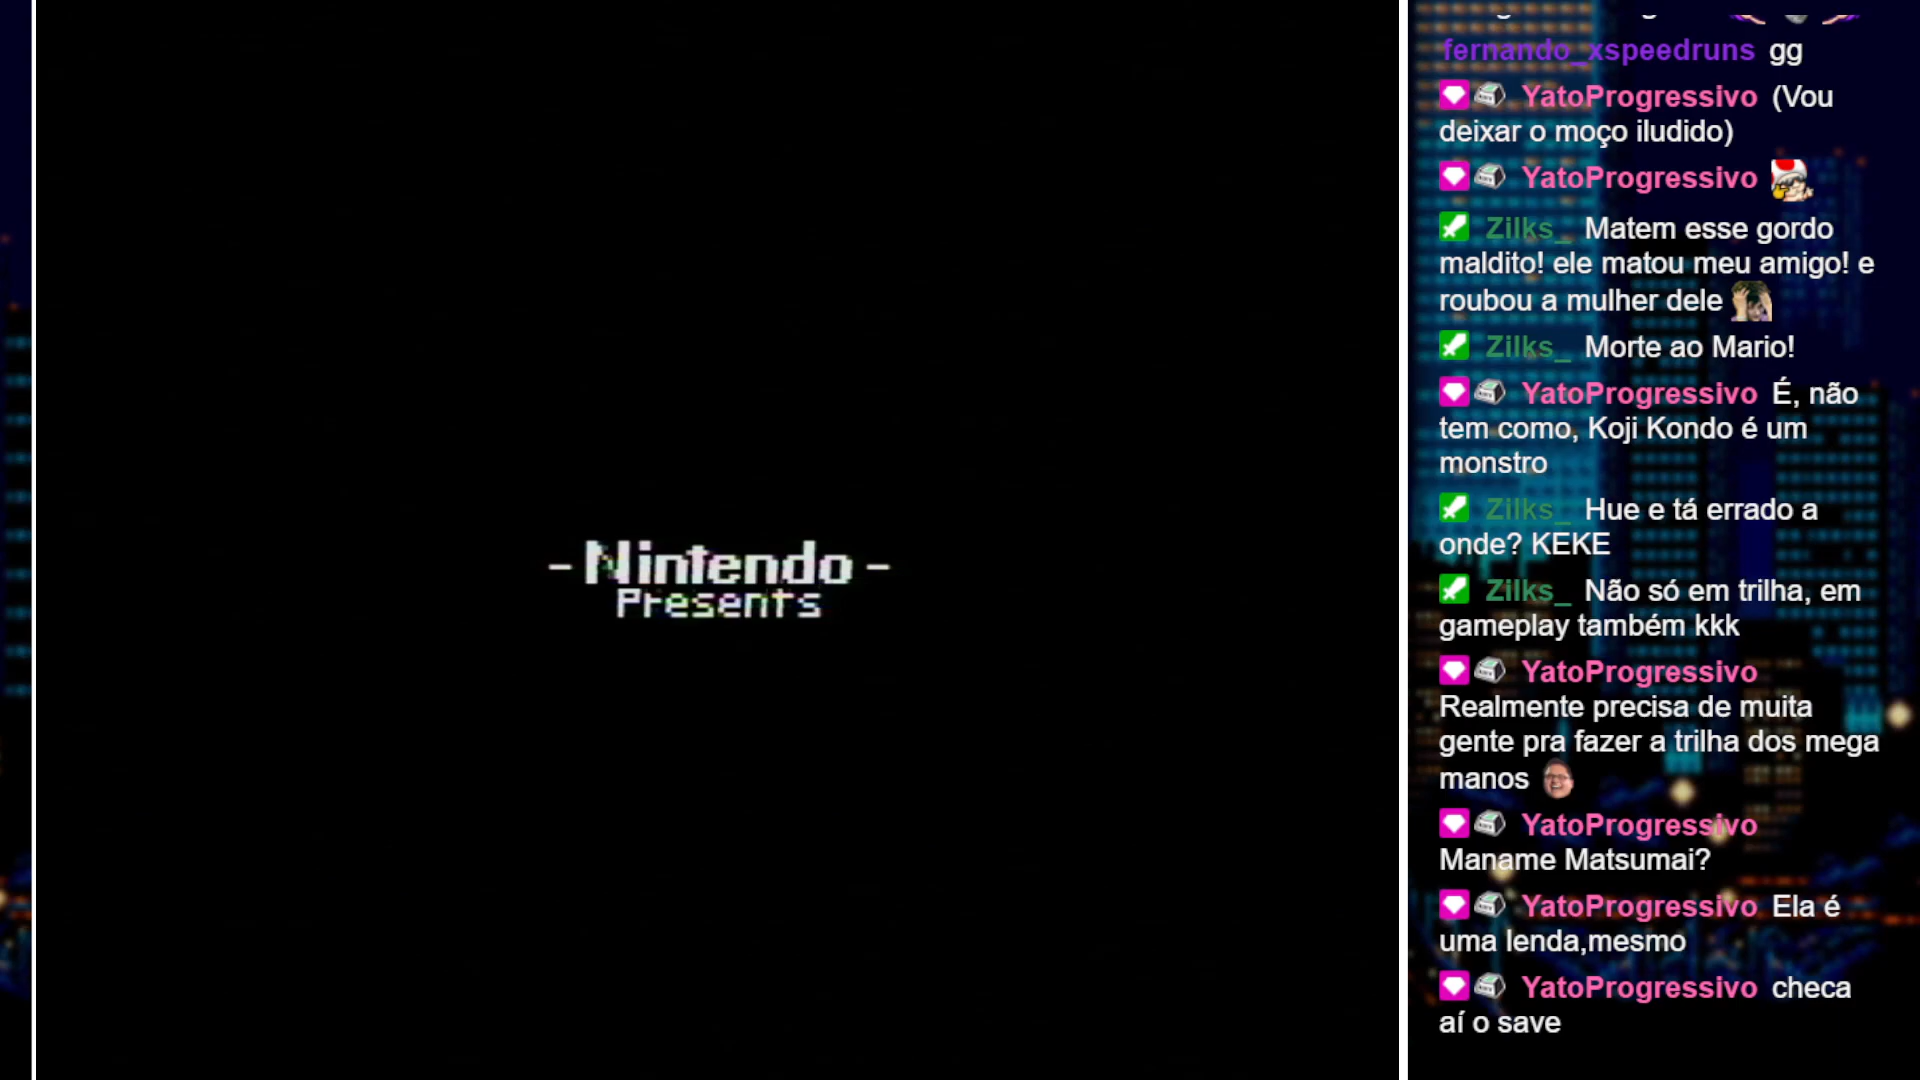 - Nintendo -
Presents
fernando_xspeedruns gg
YatoProgressivo (Vou
deixar o moço iludido)
YatoProgressivo
Zilks_ Matem esse gordo
maldito! ele matou meu amigo! e
roubou a mulher dele
Zilks_ Morte ao Mario!
YatoProgressivo É, não
tem como, Koji Kondo é um
monstro
Zilks_ Hue e tá errado a
onde? KEKE
Zilks_ Não só em trilha, em
gameplay também kkk
YatoProgressivo
Realmente precisa de muita
gente pra fazer a trilha dos mega
manos
YatoProgressivo
Maname Matsumai?
YatoProgressivo Ela é
uma lenda,mesmo
YatoProgressivo checa
aí o save